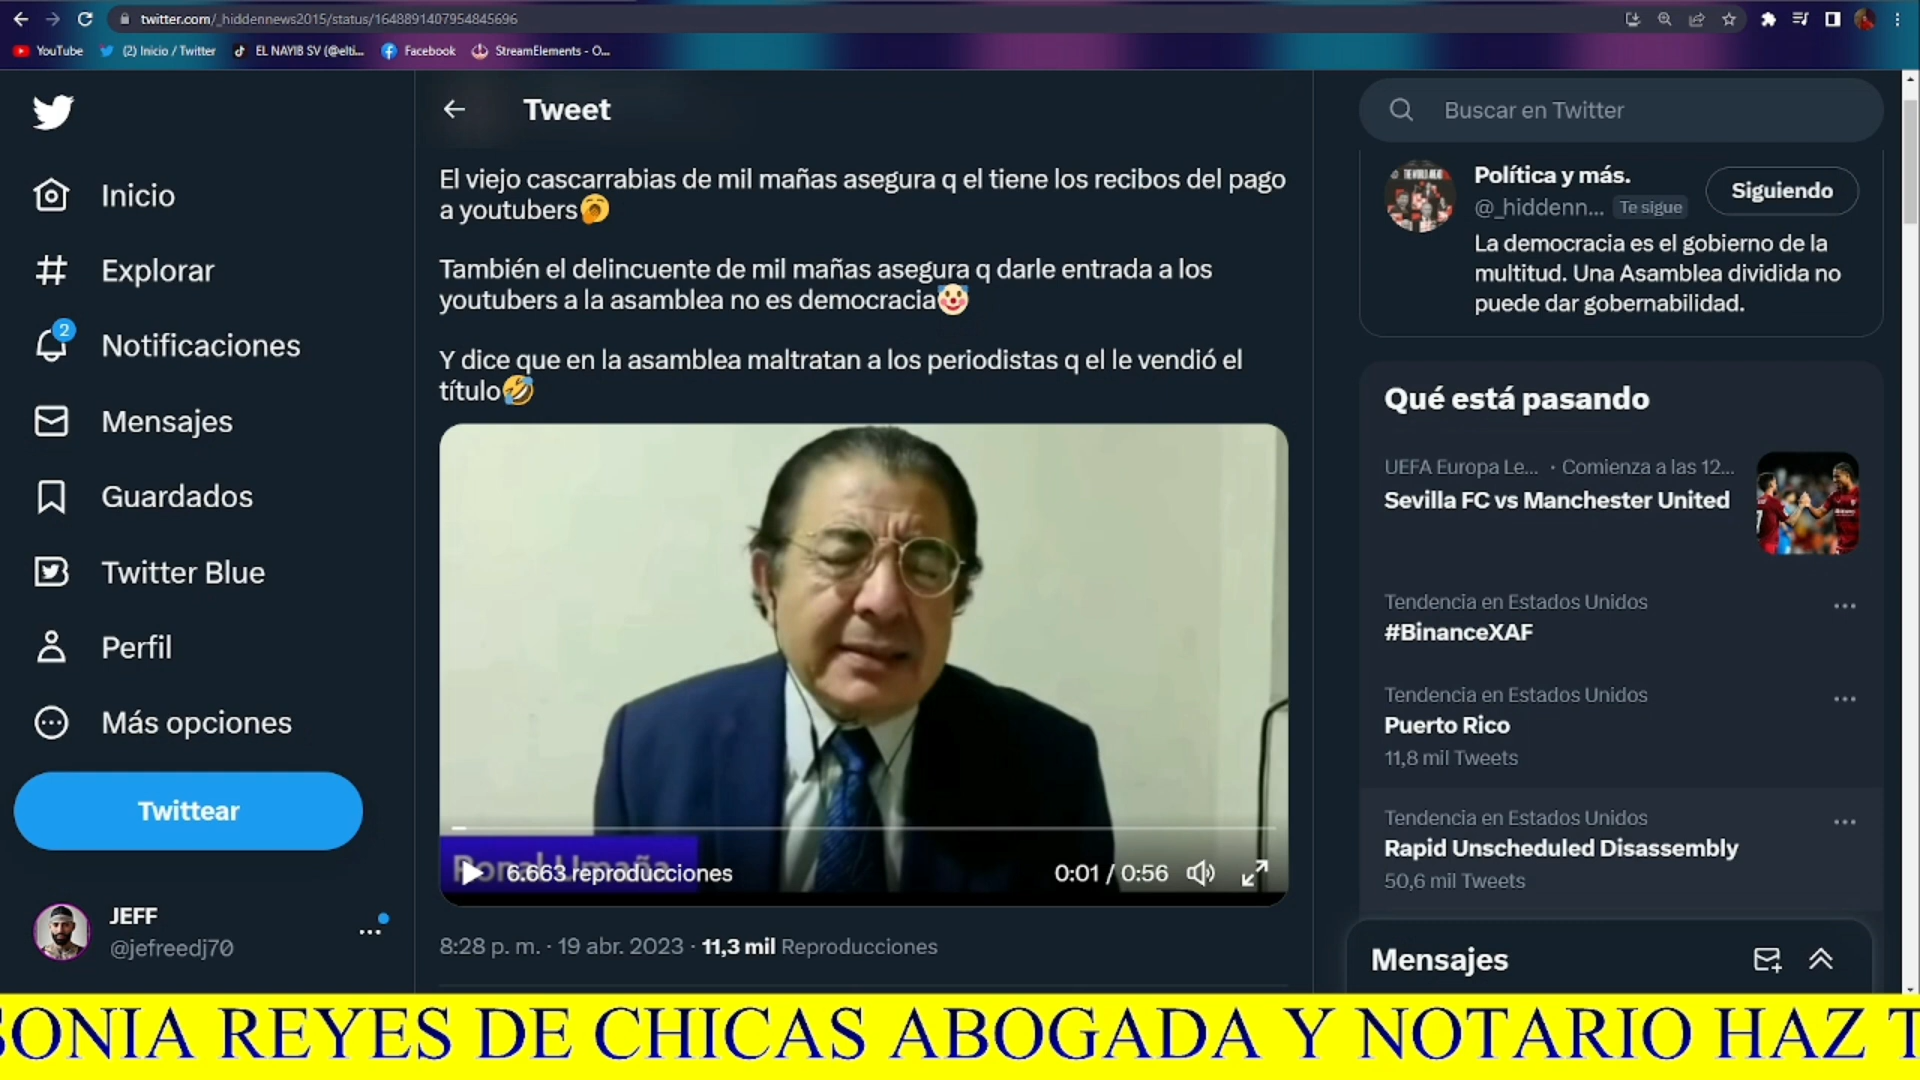 twitter.com/_hiddennews2015/status/1648891407954845696
YouTube
(2) Inicio / Twitter
EL NAYIB SV (@elti...
Facebook
StreamElements - O...
Inicio
Explorar
2
Notificaciones
Mensajes
Guardados
Twitter Blue
Perfil
Más opciones
Twittear
JEFF
@jefreedj70
Tweet
El viejo cascarrabias de mil mañas asegura q el tiene los recibos del pago
a youtubers
También el delincuente de mil mañas asegura q darle entrada a los
youtubers a la asamblea no es democracia
Y dice que en la asamblea maltratan a los periodistas q el le vendió el
título
Ronal Umaña
6.663 reproducciones
0:01 / 0:56
8:28 p. m. · 19 abr. 2023 · 11,3 mil Reproducciones
Buscar en Twitter
Política y más.
@_hiddenn... Te sigue
Siguiendo
La democracia es el gobierno de la
multitud. Una Asamblea dividida no
puede dar gobernabilidad.
Qué está pasando
UEFA Europa Le... · Comienza a las 12...
Sevilla FC vs Manchester United
Tendencia en Estados Unidos
#BinanceXAF
Tendencia en Estados Unidos
Puerto Rico
11,8 mil Tweets
Tendencia en Estados Unidos
Rapid Unscheduled Disassembly
50,6 mil Tweets
Mensajes
SONIA REYES DE CHICAS ABOGADA Y NOTARIO HAZ T